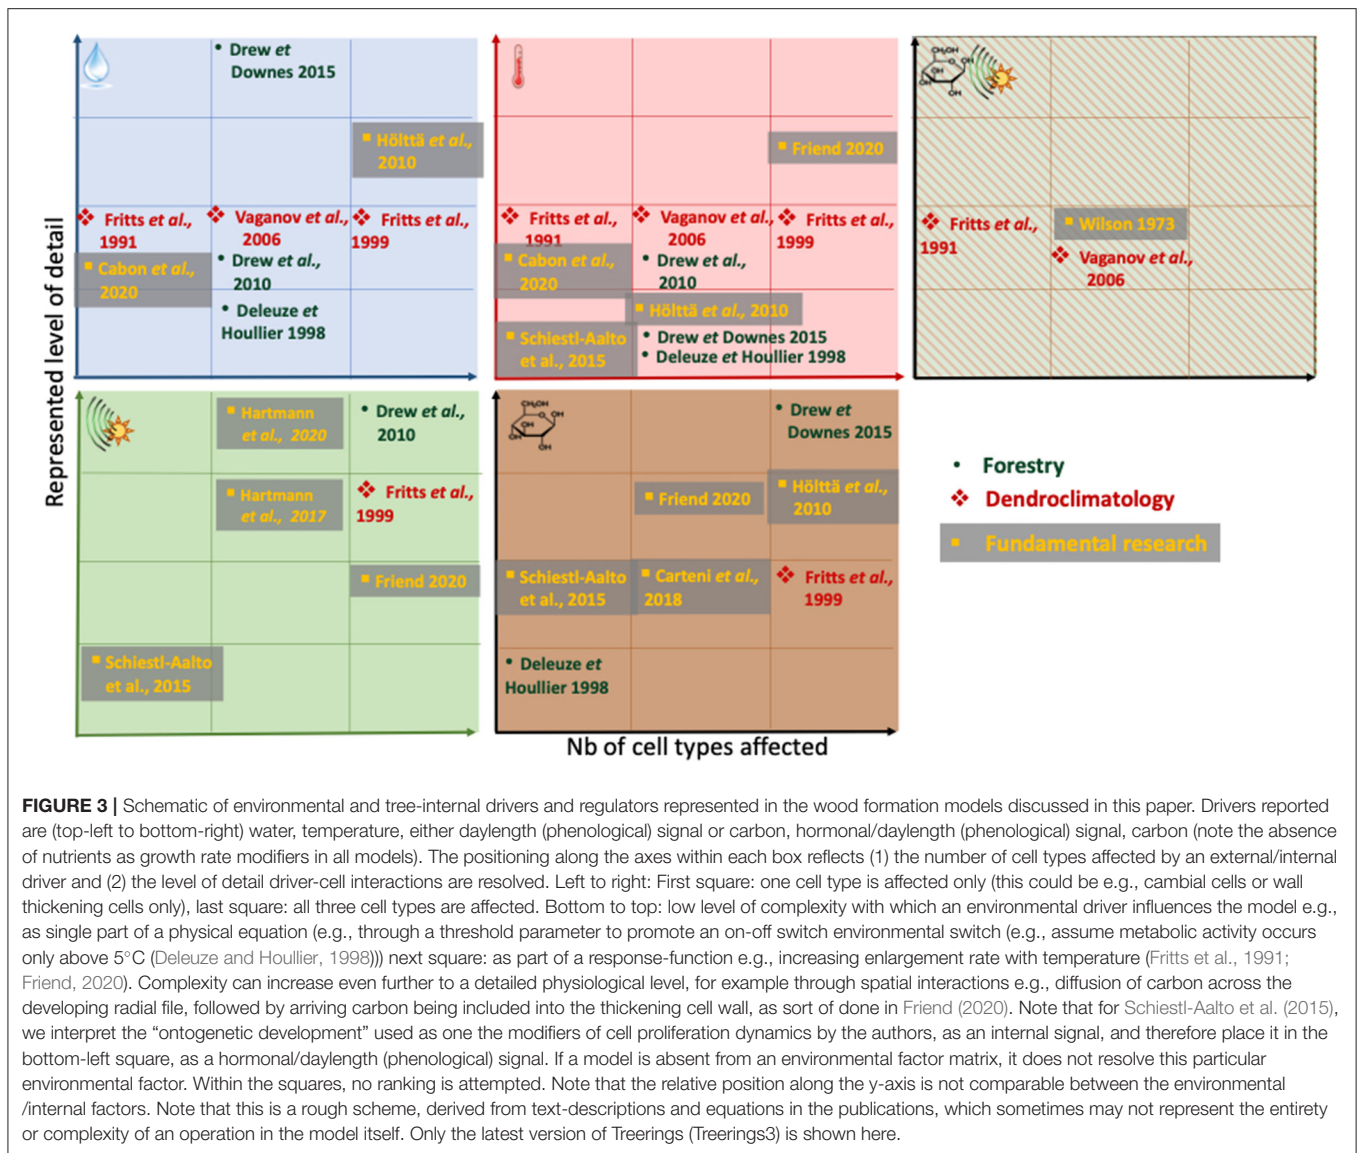 Represented level of detail
• Drew et
Downes 2015
▪ Hölttä et al.,
2010
❖ Fritts et al.,
1991
❖ Vaganov et al.,
2006
❖ Fritts et al.,
1999
▪ Cabon et al.,
2020
• Drew et al.,
2010
• Deleuze et
Houllier 1998
▪ Friend 2020
❖ Fritts et al.,
1991
❖ Vaganov et al.,
2006
❖ Fritts et al.,
1999
▪ Cabon et al.,
2020
• Drew et al.,
2010
▪ Hölttä et al., 2010
▪ Schiestl-Aalto
et al., 2015
• Drew et Downes 2015
• Deleuze et Houllier 1998
CH₂OH
O
OH
OH
OH
OH
❖ Fritts et al.,
1991
▪ Wilson 1973
❖ Vaganov et al.,
2006
▪ Hartmann
et al., 2020
• Drew et al.,
2010
▪ Hartmann
et al., 2017
❖ Fritts et al.,
1999
▪ Friend 2020
▪ Schiestl-Aalto
et al., 2015
CH₂OH
O
OH
OH
OH
OH
• Drew et
Downes 2015
▪ Friend 2020
▪ Hölttä et al.,
2010
▪ Schiestl-Aalto
et al., 2015
▪ Carteni et al.,
2018
❖ Fritts et al.,
1999
• Deleuze et
Houllier 1998
Nb of cell types affected
• Forestry
❖ Dendroclimatology
▪ Fundamental research
FIGURE 3 | Schematic of environmental and tree-internal drivers and regulators represented in the wood formation models discussed in this paper. Drivers reported
are (top-left to bottom-right) water, temperature, either daylength (phenological) signal or carbon, hormonal/daylength (phenological) signal, carbon (note the absence
of nutrients as growth rate modifiers in all models). The positioning along the axes within each box reflects (1) the number of cell types affected by an external/internal
driver and (2) the level of detail driver-cell interactions are resolved. Left to right: First square: one cell type is affected only (this could be e.g., cambial cells or wall
thickening cells only), last square: all three cell types are affected. Bottom to top: low level of complexity with which an environmental driver influences the model e.g.,
as single part of a physical equation (e.g., through a threshold parameter to promote an on-off switch environmental switch (e.g., assume metabolic activity occurs
only above 5°C (Deleuze and Houllier, 1998))) next square: as part of a response-function e.g., increasing enlargement rate with temperature (Fritts et al., 1991;
Friend, 2020). Complexity can increase even further to a detailed physiological level, for example through spatial interactions e.g., diffusion of carbon across the
developing radial file, followed by arriving carbon being included into the thickening cell wall, as sort of done in Friend (2020). Note that for Schiestl-Aalto et al. (2015),
we interpret the “ontogenetic development” used as one the modifiers of cell proliferation dynamics by the authors, as an internal signal, and therefore place it in the
bottom-left square, as a hormonal/daylength (phenological) signal. If a model is absent from an environmental factor matrix, it does not resolve this particular
environmental factor. Within the squares, no ranking is attempted. Note that the relative position along the y-axis is not comparable between the environmental
/internal factors. Note that this is a rough scheme, derived from text-descriptions and equations in the publications, which sometimes may not represent the entirety
or complexity of an operation in the model itself. Only the latest version of Treerings (Treerings3) is shown here.